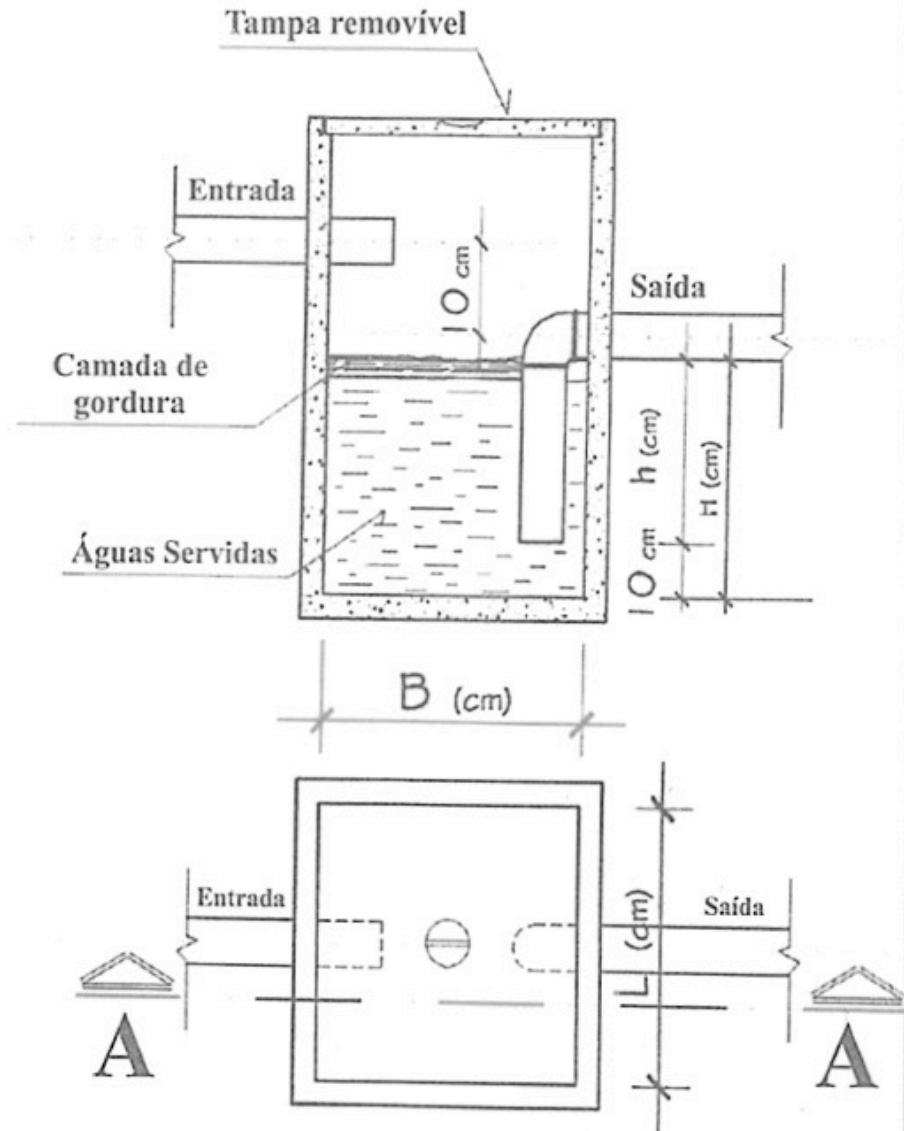 Tampa removível
Entrada
10 cm
Saída
Camada de
gordura
h (cm)
H (cm)
Águas Servidas
10 cm
B (cm)
Entrada
Saída
L (cm)
A
A